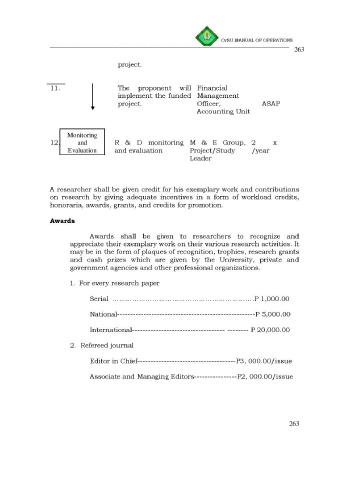 CvSU MANUAL OF OPERATIONS
263
project.
11. The proponent will Financial
implement the funded Management
project. Officer, ASAP
Accounting Unit
Monitoring
12. and R & D monitoring M & E Group, 2 x
Evaluation and evaluation Project/Study /year
Leader
A researcher shall be given credit for his exemplary work and contributions
on research by giving adequate incentives in a form of workload credits,
honoraria, awards, grants, and credits for promotion.
Awards
Awards shall be given to researchers to recognize and
appreciate their exemplary work on their various research activities. It
may be in the form of plaques of recognition, trophies, research grants
and cash prizes which are given by the University, private and
government agencies and other professional organizations.
1. For every research paper
Serial ……………………………………………………….P 1,000.00
National----------------------------------------------------P 5,000.00
International----------------------------------- -------- P 20,000.00
2. Refereed journal
Editor in Chief-------------------------------------P3, 000.00/issue
Associate and Managing Editors----------------P2, 000.00/issue
263